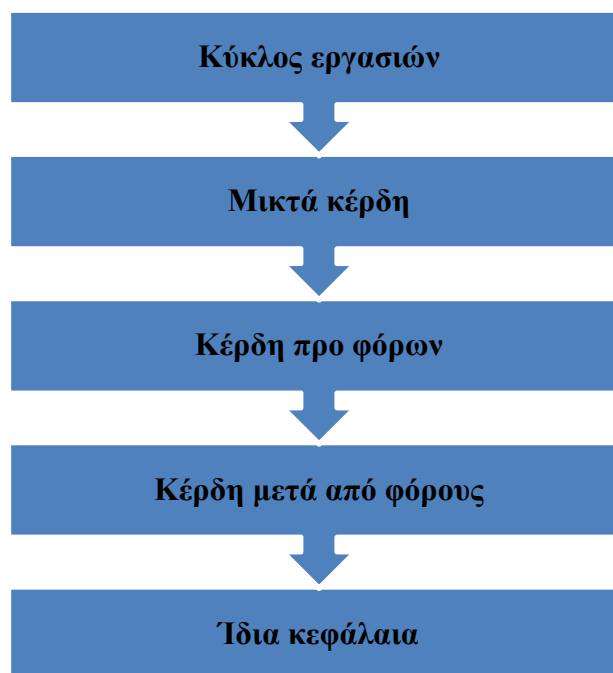 Κύκλος εργασιών
Μικτά κέρδη
Κέρδη προ φόρων
Κέρδη μετά από φόρους
Ίδια κεφάλαια